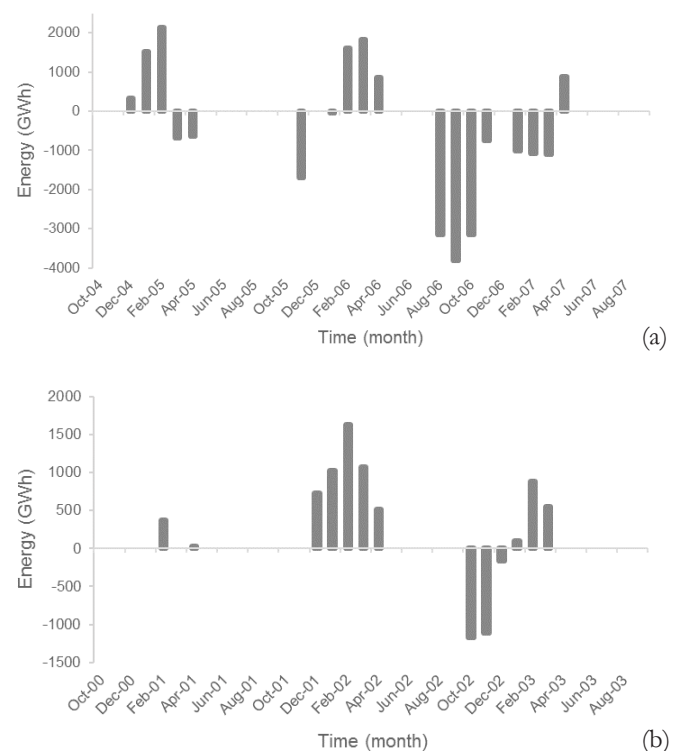 2000
1000
0
-1000
-2000
-3000
-4000
Energy (GWh)
Oct-04 Dec-04 Feb-05 Apr-05 Jun-05 Aug-05 Oct-05 Dec-05 Feb-06 Apr-06 Jun-06 Aug-06 Oct-06 Dec-06 Feb-07 Apr-07 Jun-07 Aug-07
Time (month)
(a)
2000
1500
1000
500
0
-500
-1000
-1500
Energy (GWh)
Oct-00 Dec-00 Feb-01 Apr-01 Jun-01 Aug-01 Oct-01 Dec-01 Feb-02 Apr-02 Jun-02 Aug-02 Oct-02 Dec-02 Feb-03 Apr-03 Jun-03 Aug-03
Time (month)
(b)